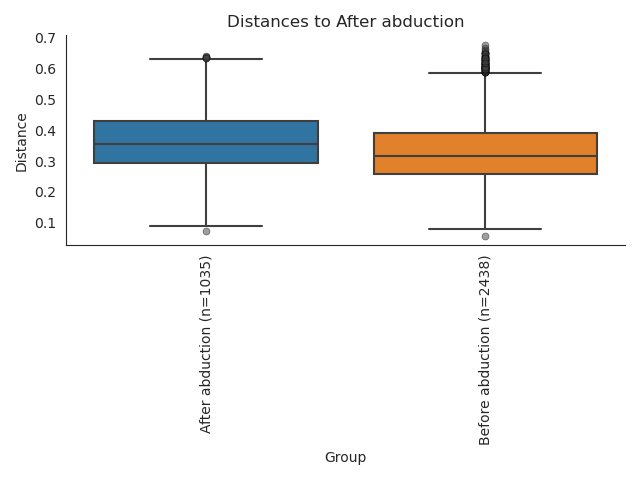 Distances to After abduction
Distance
0.7
0.6
0.5
0.4
0.3
0.2
0.1
After abduction (n=1035)
Before abduction (n=2438)
Group